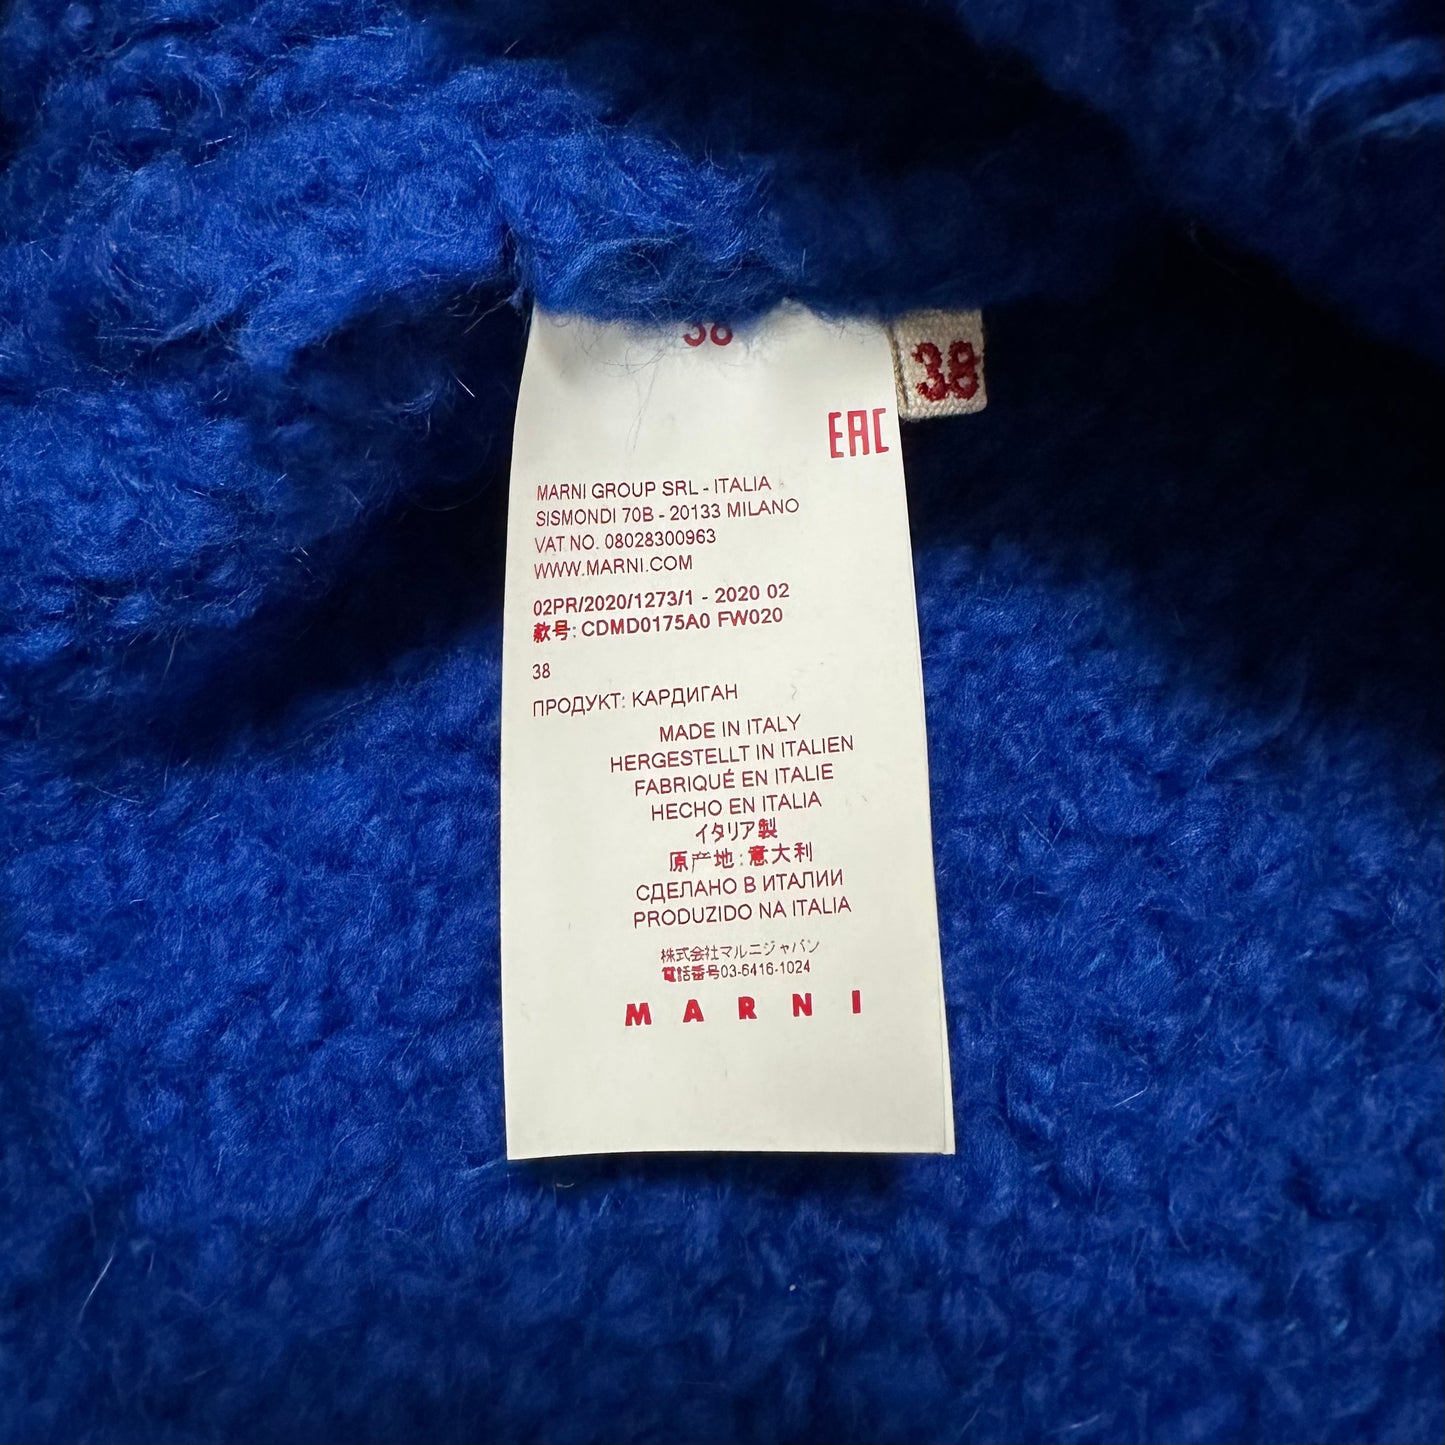 38
38
EAC
MARNI GROUP SRL - ITALIA
SISMONDI 70B - 20133 MILANO
VAT NO. 08028300963
WWW.MARNI.COM
02PR/2020/1273/1 - 2020 02
款号: CDMD0175A0 FW020
38
ПРОДУКТ: КАРДИГАН
MADE IN ITALY
HERGESTELLT IN ITALIEN
FABRIQUÉ EN ITALIE
HECHO EN ITALIA
イタリア製
原产地:意大利
СДЕЛАНО В ИТАЛИИ
PRODUZIDO NA ITALIA
株式会社マルニジャパン
電話番号03-6416-1024
MARNI